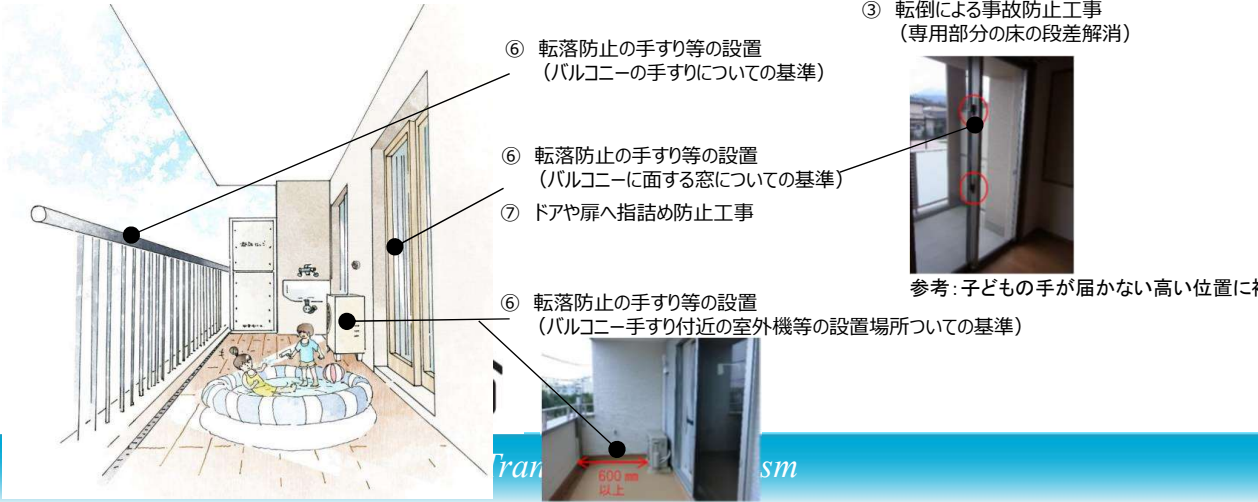 ③ 転倒による事故防止工事
（専用部分の床の段差解消）
⑥ 転落防止の手すり等の設置
（バルコニーの手すりについての基準）
⑥ 転落防止の手すり等の設置
（バルコニーに面する窓についての基準）
⑦ ドアや扉へ指詰め防止工事
参考：子どもの手が届かない高い位置に
⑥ 転落防止の手すり等の設置
（バルコニー手すり付近の室外機等の設置場所ついての基準）
600 mm
以上
Tran
sm